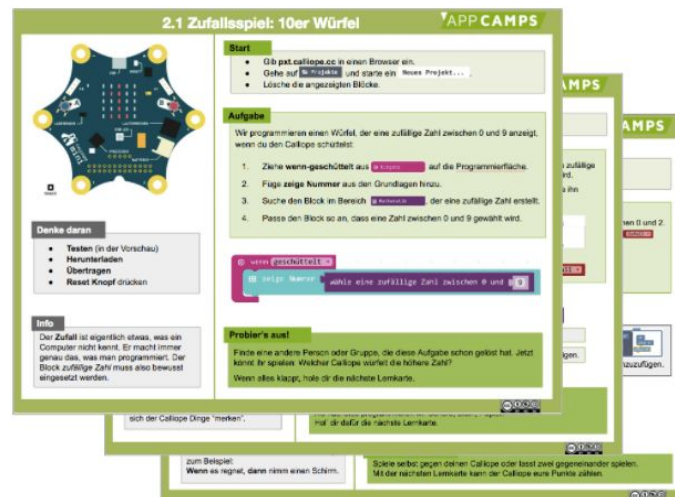 2.1 Zufallsspiel: 10er Würfel
APP CAMPS
Start
Gib pxt.calliope.cc in einen Browser ein.
Gehe auf Projekte und starte ein Neues Projekt... .
Lösche die angezeigten Blöcke.
Aufgabe
Wir programmieren einen Würfel, der eine zufällige Zahl zwischen 0 und 9 anzeigt,
wenn du den Calliope schüttelst:
1. Ziehe wenn-geschüttelt aus Eingabe auf die Programmierfläche.
2. Füge zeige Nummer aus den Grundlagen hinzu.
3. Suche den Block im Bereich Mathematik, der eine zufällige Zahl erstellt.
4. Passe den Block so an, dass eine Zahl zwischen 0 und 9 gewählt wird.
wenn geschüttelt
zeige Nummer wähle eine zufällige Zahl zwischen 0 und 9
Probier's aus!
Finde eine andere Person oder Gruppe, die diese Aufgabe schon gelöst hat. Jetzt
könnt ihr spielen: Welcher Calliope würfelt die höhere Zahl?
Wenn alles klappt, hole dir die nächste Lernkarte.
A
B
mini
Denke daran
Testen (in der Vorschau)
Herunterladen
Übertragen
Reset Knopf drücken
Info
Der Zufall ist eigentlich etwas, was ein
Computer nicht kennt. Er macht immer
genau das, was man programmiert. Der
Block zufällige Zahl muss also bewusst
eingesetzt werden.
MPS
zufällige
ird.
ihn
igen.
sich der Calliope Dinge "merken".
Hol' dir dafür die nächste Lernkarte.
AMPS
nen 0 und 2.
nzuzufügen.
zum Beispiel:
Wenn es regnet, dann nimm einen Schirm.
Spiele selbst gegen deinen Calliope oder lasst zwei gegeneinander spielen.
Mit der nächsten Lernkarte kann der Calliope eure Punkte zählen.